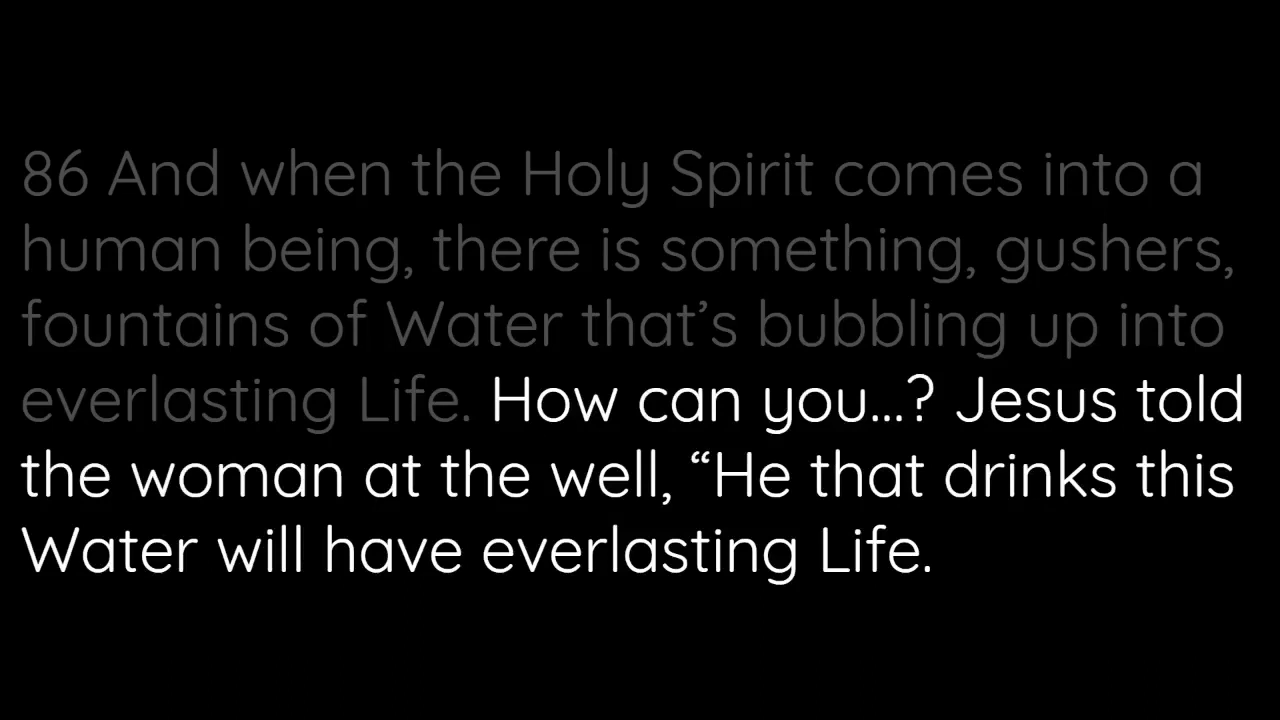 86 And when the Holy Spirit comes into a
human being, there is something, gushers,
fountains of Water that’s bubbling up into
everlasting Life. How can you...? Jesus told
the woman at the well, “He that drinks this
Water will have everlasting Life.